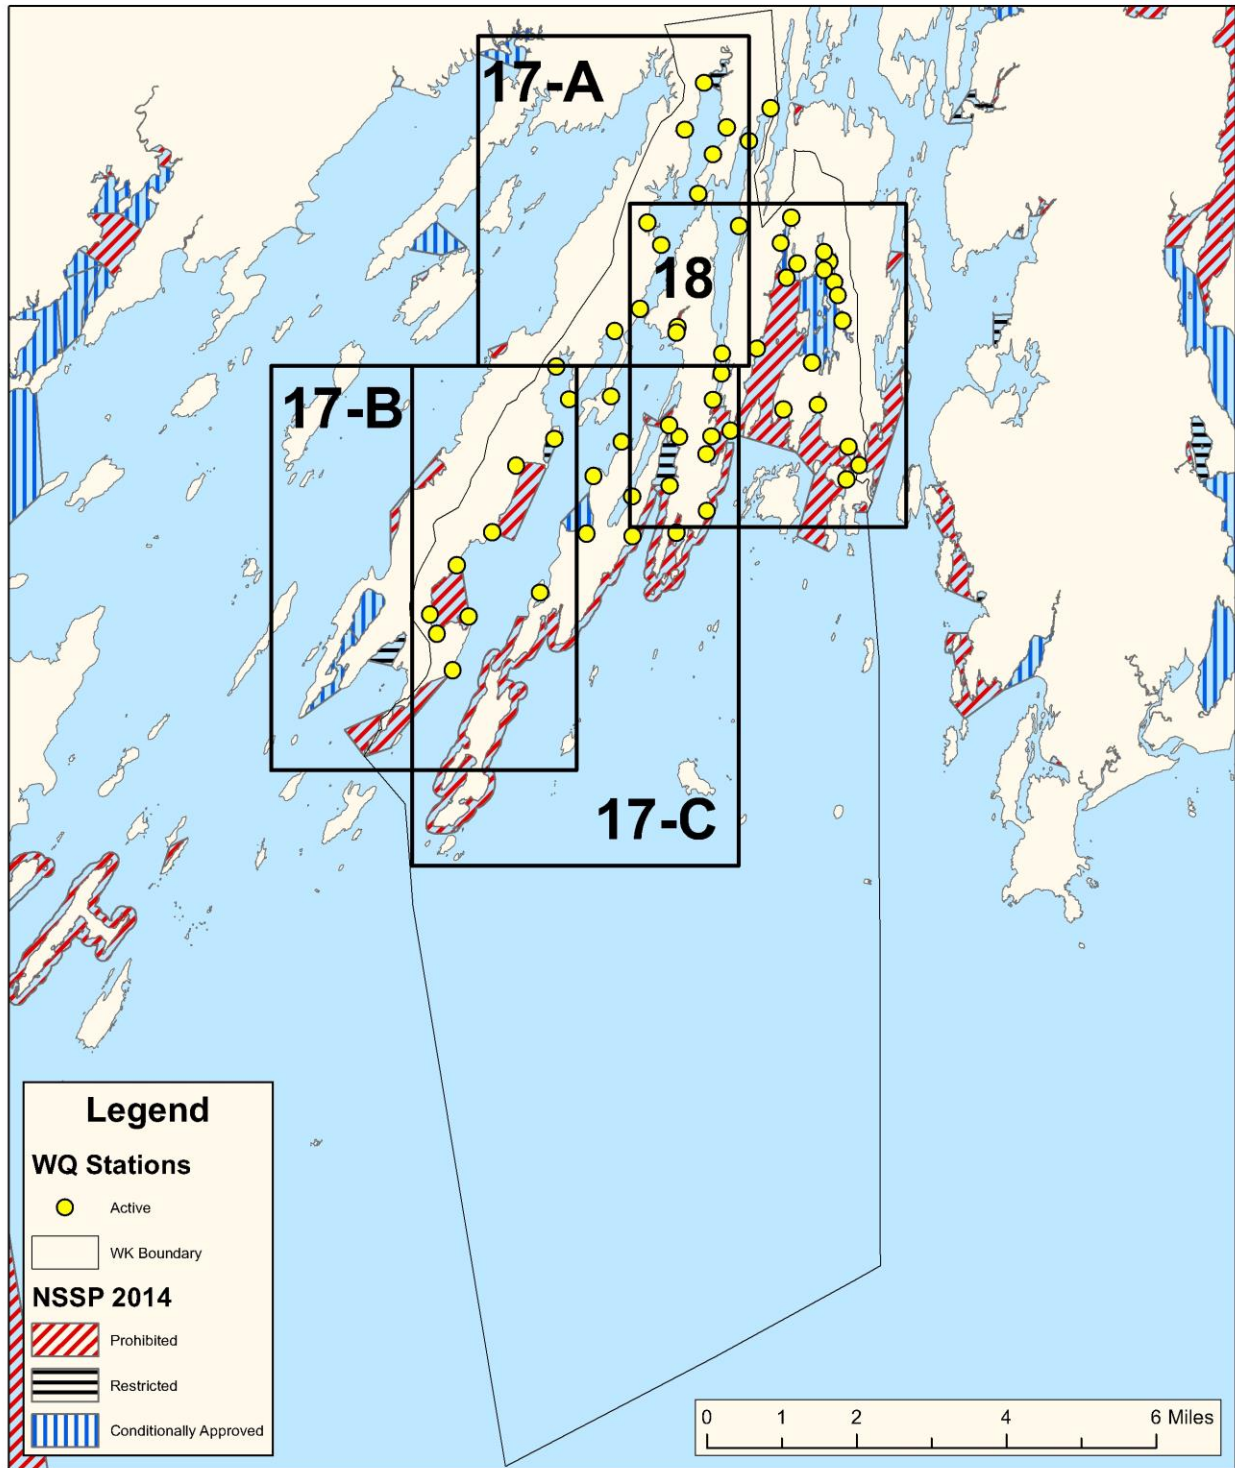 17-A
18
17-B
17-C
Legend
WQ Stations
Active
WK Boundary
NSSP 2014
Prohibited
Restricted
Conditionally Approved
0 1 2 4 6 Miles